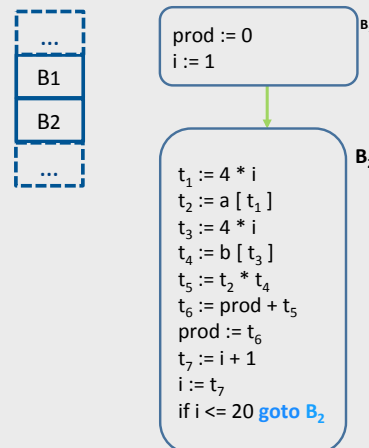 ...
B1
B2
...
B
prod := 0
i := 1
B
t₁ := 4 * i
t₂ := a [ t₁ ]
t₃ := 4 * i
t₄ := b [ t₃ ]
t₅ := t₂ * t₄
t₆ := prod + t₅
prod := t₆
t₇ := i + 1
i := t₇
if i <= 20 goto B₂